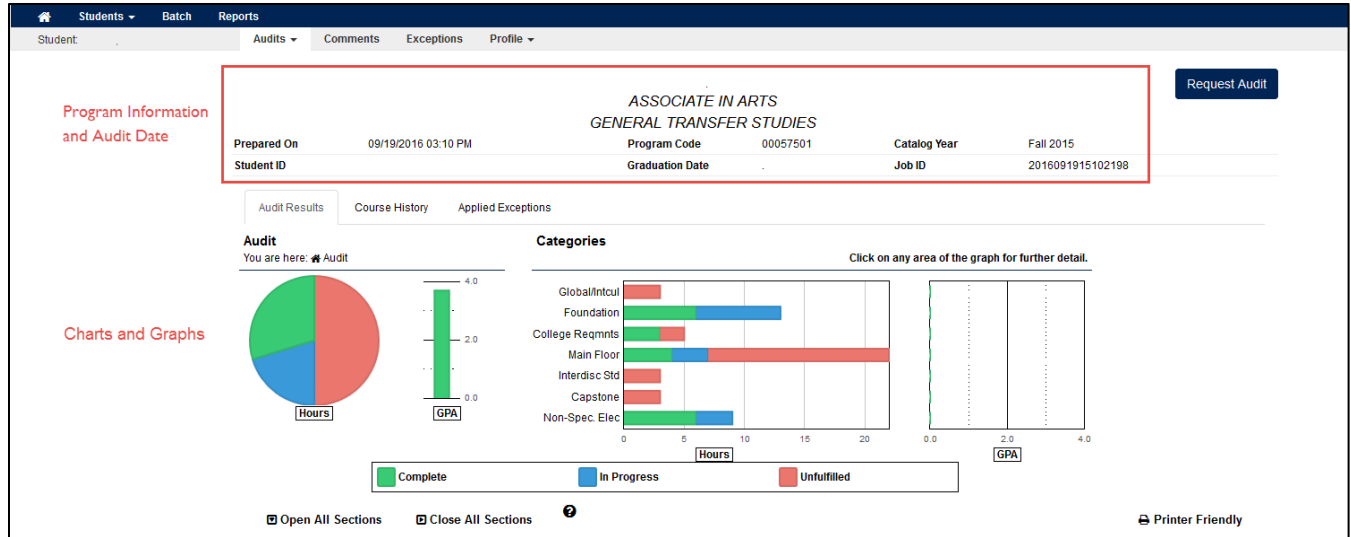 Students Batch Reports
Student: . Audits Comments Exceptions Profile
Request Audit
Program Information
and Audit Date
ASSOCIATE IN ARTS
GENERAL TRANSFER STUDIES
Prepared On 09/19/2016 03:10 PM Program Code 00057501 Catalog Year Fall 2015
Student ID Graduation Date . Job ID 2016091915102198
Audit Results Course History Applied Exceptions
Audit
You are here: Audit
Categories
Click on any area of the graph for further detail.
Charts and Graphs
4.0
2.0
0.0
Hours GPA
Global/Intcul
Foundation
College Reqmnts
Main Floor
Interdisc Std
Capstone
Non-Spec. Elec
0 5 10 15 20
Hours
0.0 2.0 4.0
GPA
Complete In Progress Unfulfilled
Open All Sections Close All Sections ? Printer Friendly